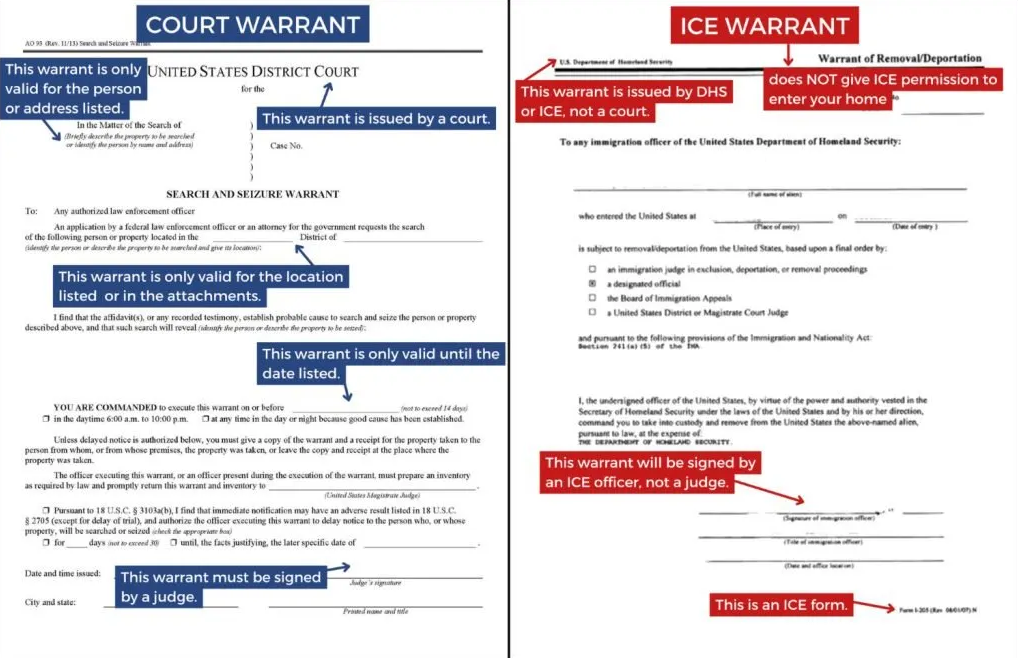 COURT WARRANT
AO 93 (Rev. 11/13) Search and Seizure
This warrant is only
valid for the person
or address listed.
UNITED STATES DISTRICT COURT
for the
This warrant is issued by a court.
In the Matter of the Search of
(Briefly describe the property to be searched
or identify the person by name and address)
)
)
)
)
)
)
Case No.
SEARCH AND SEIZURE WARRANT
To: Any authorized law enforcement officer
An application by a federal law enforcement officer or an attorney for the government requests the search
of the following person or property located in the District of
(identify the person or describe the property to be searched and give its location):
This warrant is only valid for the location
listed or in the attachments.
I find that the affidavit(s), or any recorded testimony, establish probable cause to search and seize the person or property
described above, and that such search will reveal (identify the person or describe the property to be seized):
This warrant is only valid until the
date listed.
YOU ARE COMMANDED to execute this warrant on or before (not to exceed 14 days)
☐ in the daytime 6:00 a.m. to 10:00 p.m. ☐ at any time in the day or night because good cause has been established.
Unless delayed notice is authorized below, you must give a copy of the warrant and a receipt for the property taken to the
person from whom, or from whose premises, the property was taken, or leave the copy and receipt at the place where the
property was taken.
The officer executing this warrant, or an officer present during the execution of the warrant, must prepare an inventory
as required by law and promptly return this warrant and inventory to .
(United States Magistrate Judge)
☐ Pursuant to 18 U.S.C. § 3103a(b), I find that immediate notification may have an adverse result listed in 18 U.S.C.
§ 2705 (except for delay of trial), and authorize the officer executing this warrant to delay notice to the person who, or whose
property, will be searched or seized (check the appropriate box)
☐ for days (not to exceed 30) ☐ until, the facts justifying, the later specific date of .
Date and time issued:
This warrant must be signed
by a judge.
Judge's signature
City and state:
Printed name and title
ICE WARRANT
U.S. Department of Homeland Security
Warrant of Removal/Deportation
This warrant is issued by DHS
or ICE, not a court.
does NOT give ICE permission to
enter your home
No
To any immigration officer of the United States Department of Homeland Security:
(Full name of alien)
who entered the United States at on
(Place of entry) (Date of entry)
is subject to removal/deportation from the United States, based upon a final order by:
☐ an immigration judge in exclusion, deportation, or removal proceedings
☒ a designated official
☐ the Board of Immigration Appeals
☐ a United States District or Magistrate Court Judge
and pursuant to the following provisions of the Immigration and Nationality Act:
Section 241(a)(5) of the INA
I, the undersigned officer of the United States, by virtue of the power and authority vested in the
Secretary of Homeland Security under the laws of the United States and by his or her direction,
command you to take into custody and remove from the United States the above-named alien,
pursuant to law, at the expense of:
THE DEPARTMENT OF HOMELAND SECURITY.
This warrant will be signed by
an ICE officer, not a judge.
(Signature of immigration officer)
(Title of immigration officer)
(Date and office location)
This is an ICE form.
Form I-205 (Rev. 08/01/07) N